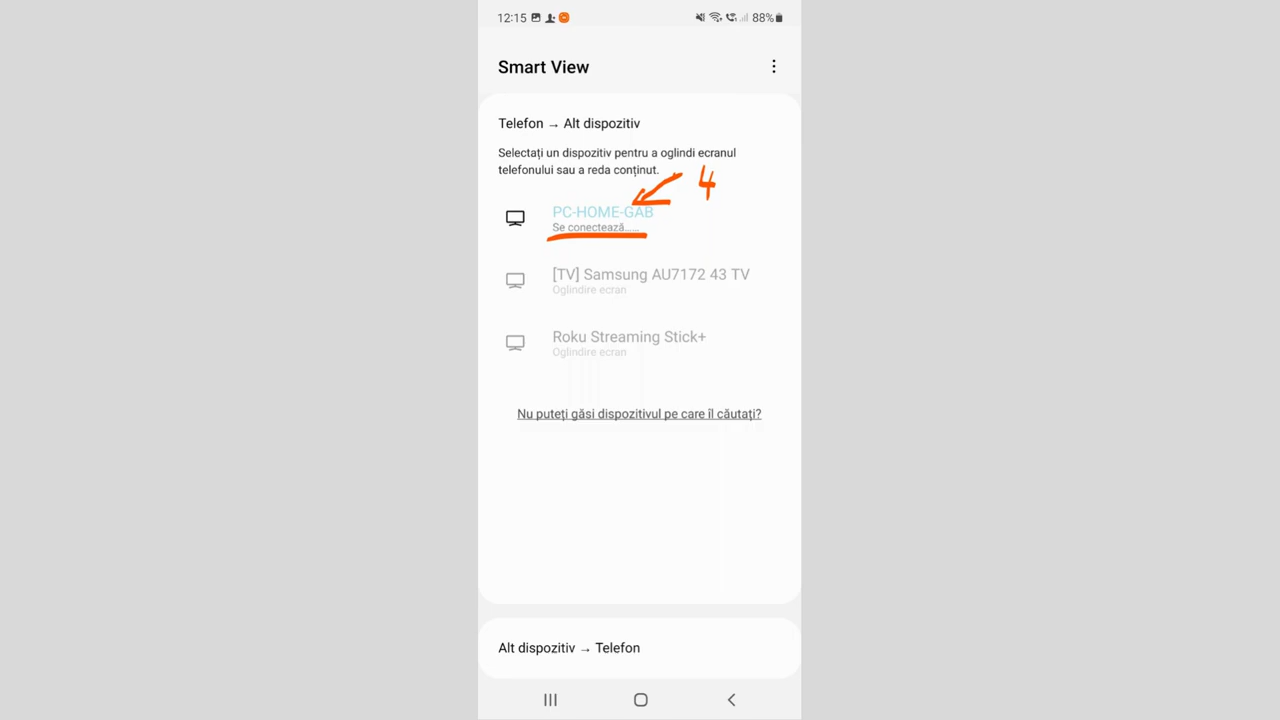 12:15 88%
Smart View
Telefon → Alt dispozitiv
Selectați un dispozitiv pentru a oglindi ecranul
telefonului sau a reda conținut.
4
PC-HOME-GAB
Se conectează......
[TV] Samsung AU7172 43 TV
Oglindire ecran
Roku Streaming Stick+
Oglindire ecran
Nu puteți găsi dispozitivul pe care îl căutați?
Alt dispozitiv → Telefon